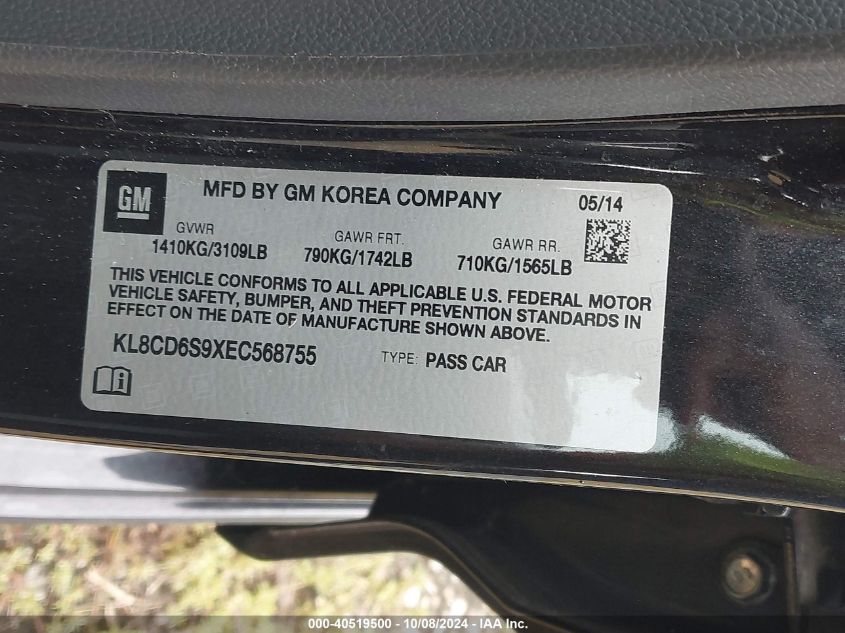 GM
MFD BY GM KOREA COMPANY 05/14
GVWR GAWR FRT. GAWR RR.
1410KG/3109LB 790KG/1742LB 710KG/1565LB
THIS VEHICLE CONFORMS TO ALL APPLICABLE U.S. FEDERAL MOTOR
VEHICLE SAFETY, BUMPER, AND THEFT PREVENTION STANDARDS IN
EFFECT ON THE DATE OF MANUFACTURE SHOWN ABOVE.
KL8CD6S9XEC568755 TYPE: PASS CAR
000-40519500 - 10/08/2024 - IAA Inc.